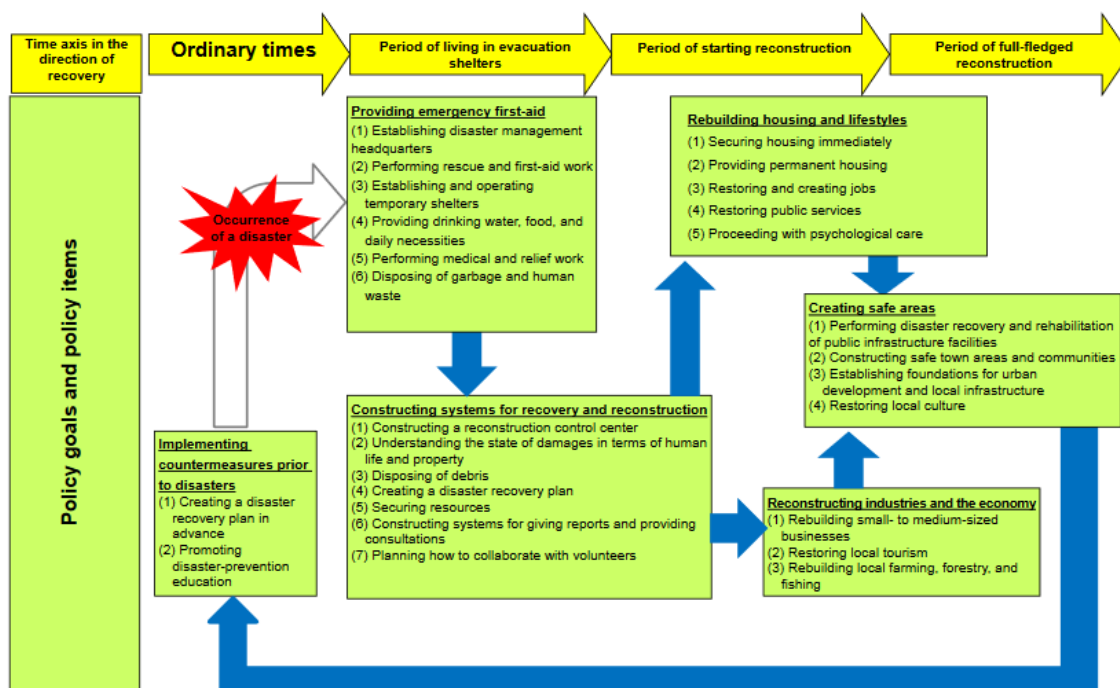 Time axis in the
direction of
recovery
Ordinary times
Period of living in evacuation
shelters
Period of starting reconstruction
Period of full-fledged
reconstruction
Policy goals and policy items
Occurrence
of a disaster
Implementing
countermeasures prior
to disasters
(1) Creating a disaster
recovery plan in
advance
(2) Promoting
disaster-prevention
education
Providing emergency first-aid
(1) Establishing disaster management
headquarters
(2) Performing rescue and first-aid work
(3) Establishing and operating
temporary shelters
(4) Providing drinking water, food, and
daily necessities
(5) Performing medical and relief work
(6) Disposing of garbage and human
waste
Constructing systems for recovery and reconstruction
(1) Constructing a reconstruction control center
(2) Understanding the state of damages in terms of human
life and property
(3) Disposing of debris
(4) Creating a disaster recovery plan
(5) Securing resources
(6) Constructing systems for giving reports and providing
consultations
(7) Planning how to collaborate with volunteers
Rebuilding housing and lifestyles
(1) Securing housing immediately
(2) Providing permanent housing
(3) Restoring and creating jobs
(4) Restoring public services
(5) Proceeding with psychological care
Creating safe areas
(1) Performing disaster recovery and rehabilitation
of public infrastructure facilities
(2) Constructing safe town areas and communities
(3) Establishing foundations for urban
development and local infrastructure
(4) Restoring local culture
Reconstructing industries and the economy
(1) Rebuilding small- to medium-sized
businesses
(2) Restoring local tourism
(3) Rebuilding local farming, forestry, and
fishing